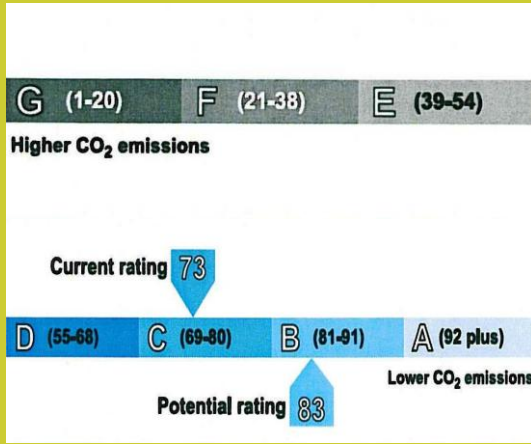 G (1-20) F (21-38) E (39-54)
Higher CO₂ emissions
Current rating 73
D (55-68) C (69-80) B (81-91) A (92 plus)
Lower CO₂ emissions
Potential rating 83